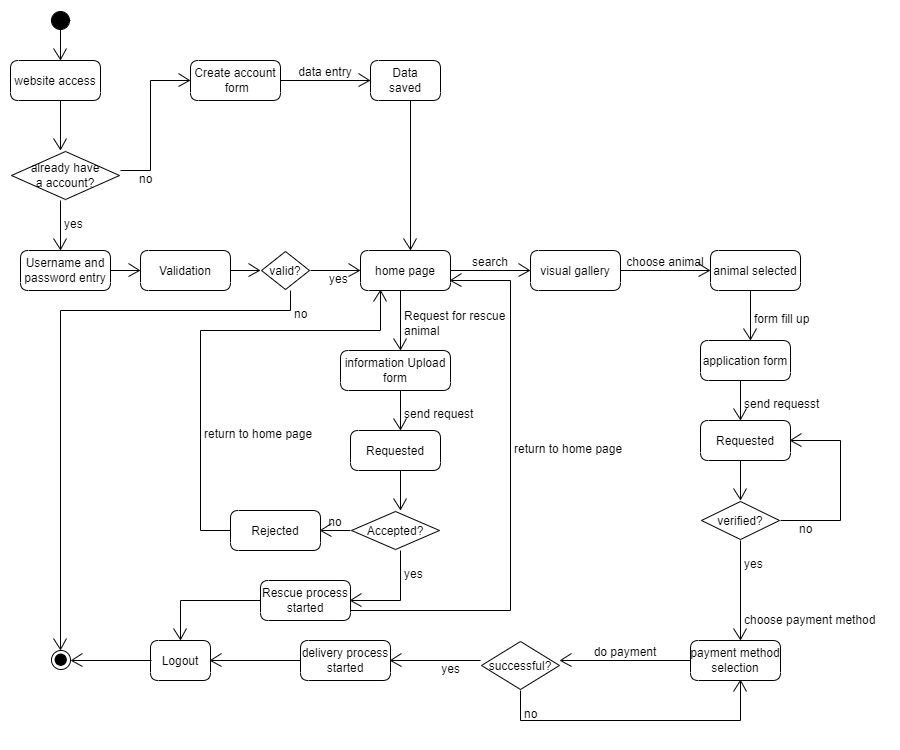 website access
Create account
form
data entry
Data
saved
already have
a account?
no
yes
Username and
password entry
Validation
valid?
yes
home page
search
visual gallery
choose animal
animal selected
no
Request for rescue
animal
form fill up
information Upload
form
application form
send request
send requesst
return to home page
Requested
return to home page
Requested
Rejected
no
Accepted?
verified?
no
yes
yes
Rescue process
started
choose payment method
Logout
delivery process
started
yes
successful?
do payment
payment method
selection
no